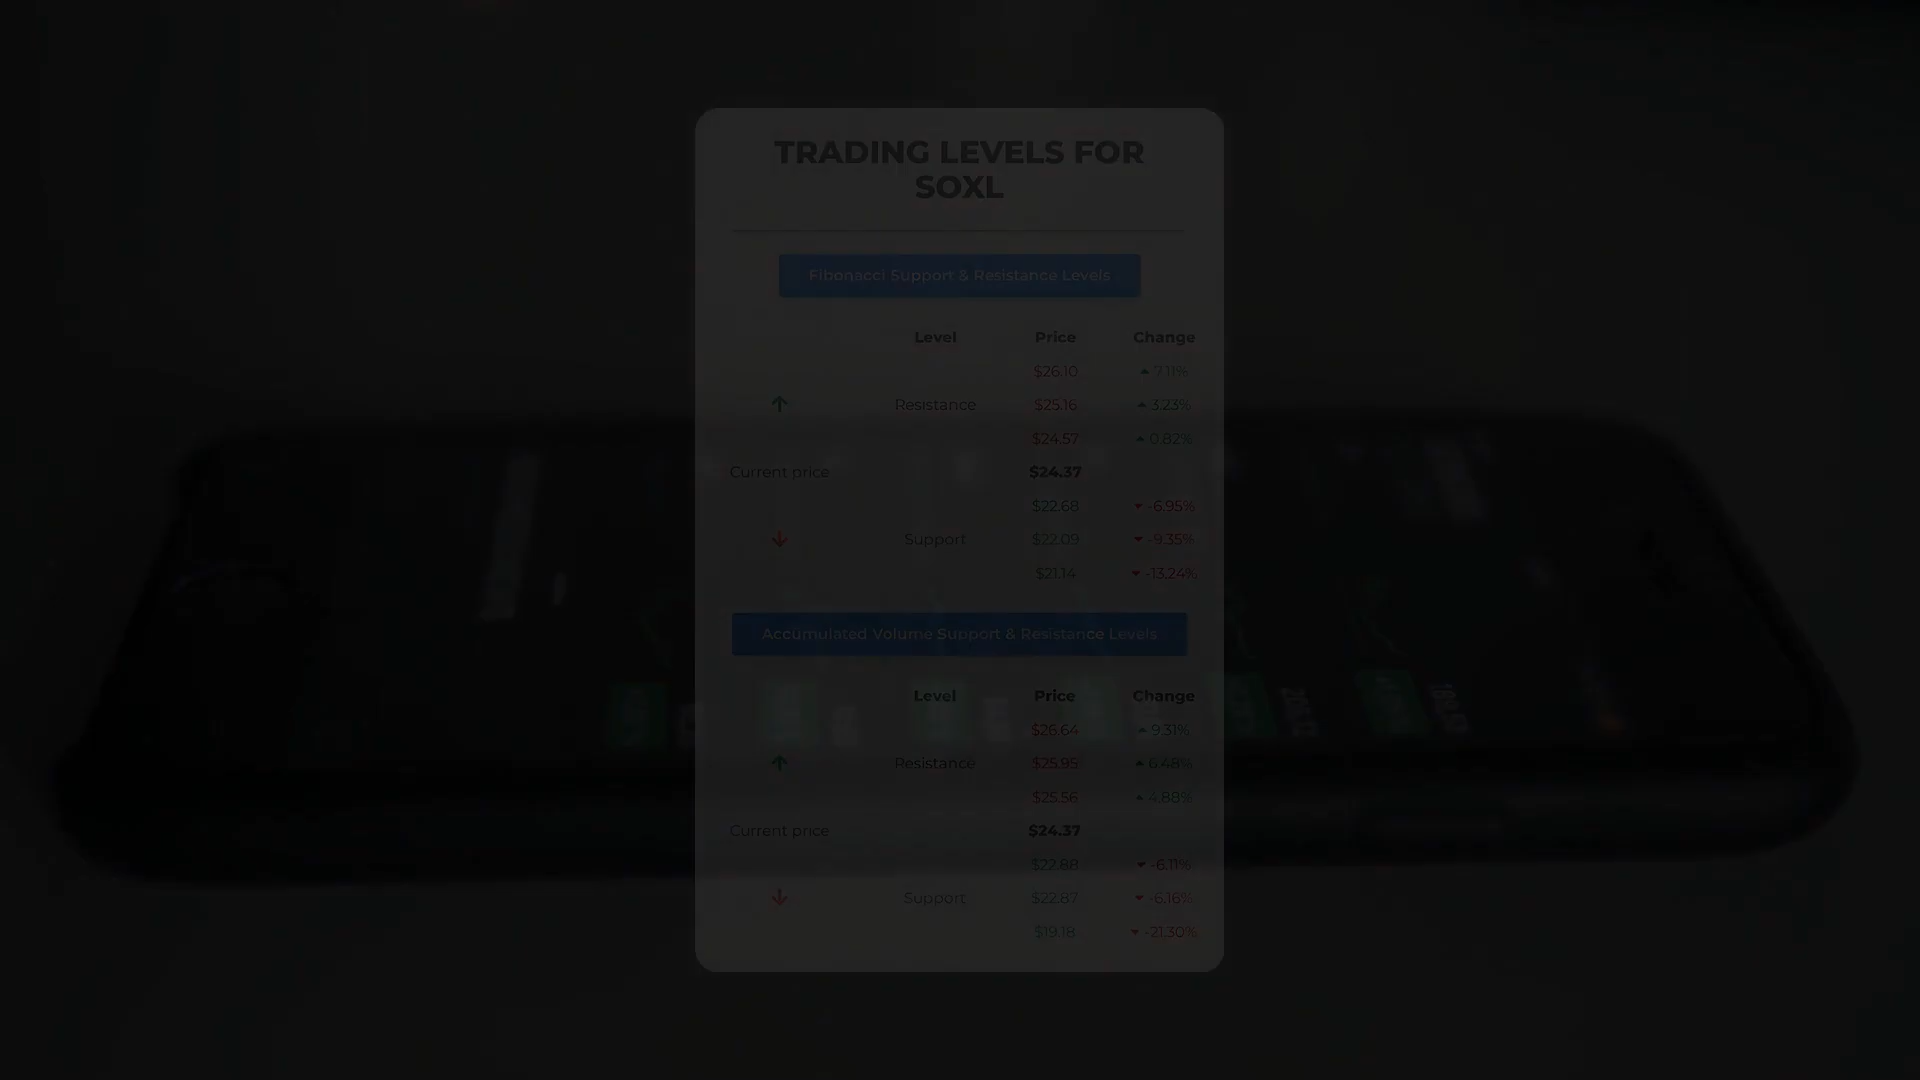 TRADING LEVELS FOR
SOXL
Fibonacci Support & Resistance Levels
Level Price Change
$26.10 7.11%
Resistance $25.16 3.23%
$24.57 0.82%
Current price $24.37
$22.68 -6.95%
Support $22.09 -9.35%
$21.14 -13.24%
Accumulated Volume Support & Resistance Levels
Level Price Change
$26.64 9.31%
Resistance $25.95 6.48%
$25.56 4.88%
Current price $24.37
$22.88 -6.11%
Support $22.87 -6.16%
$19.18 -21.30%